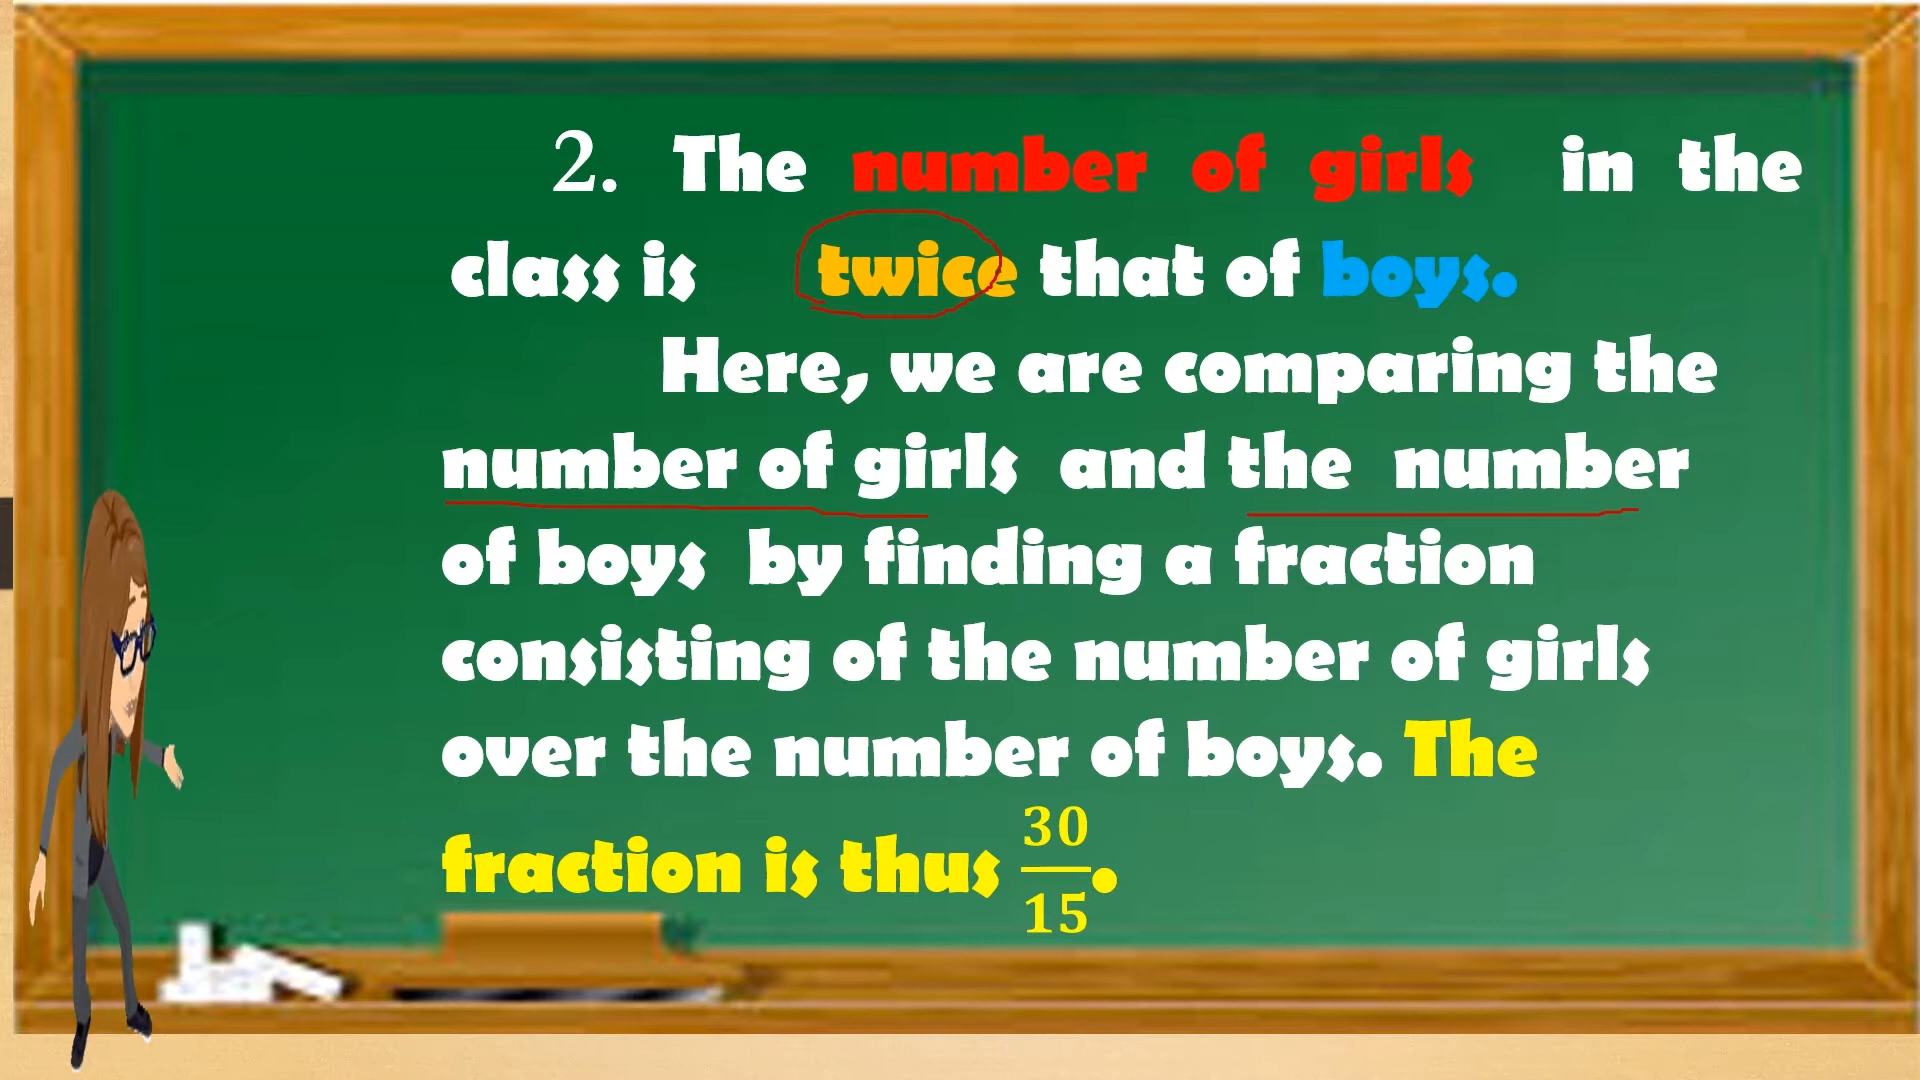 2. The number of girls in the
class is twice that of boys.
Here, we are comparing the
number of girls and the number
of boys by finding a fraction
consisting of the number of girls
over the number of boys. The
fraction is thus 30/15.